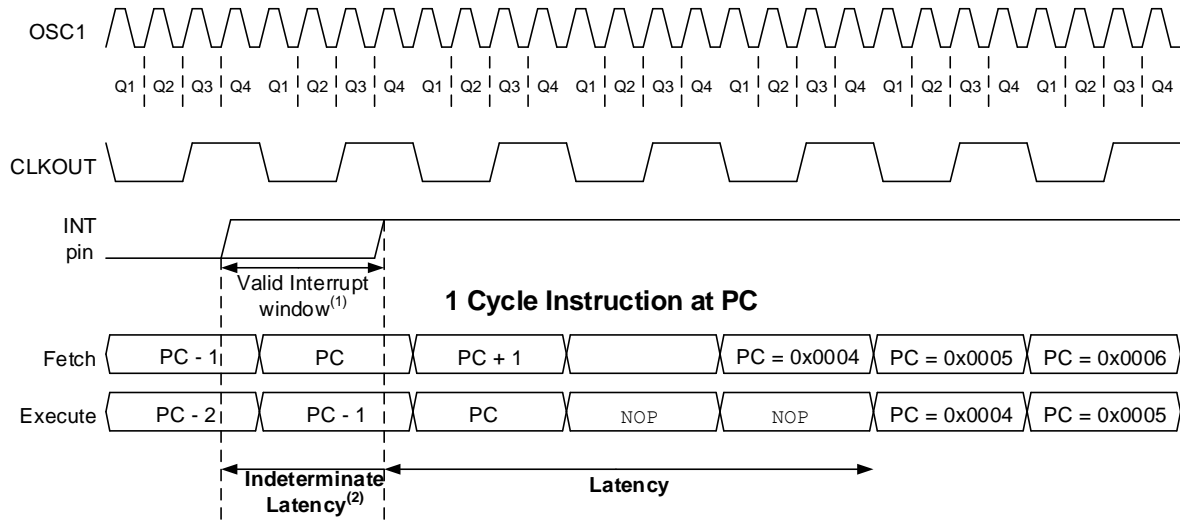 OSC1
Q1 Q2 Q3 Q4 Q1 Q2 Q3 Q4 Q1 Q2 Q3 Q4 Q1 Q2 Q3 Q4 Q1 Q2 Q3 Q4 Q1 Q2 Q3 Q4 Q1 Q2 Q3 Q4
CLKOUT
INT
pin
Valid Interrupt
window(1)
1 Cycle Instruction at PC
Fetch PC - 1 PC PC + 1 PC = 0x0004 PC = 0x0005 PC = 0x0006
Execute PC - 2 PC - 1 PC NOP NOP PC = 0x0004 PC = 0x0005
Indeterminate
Latency(2)
Latency